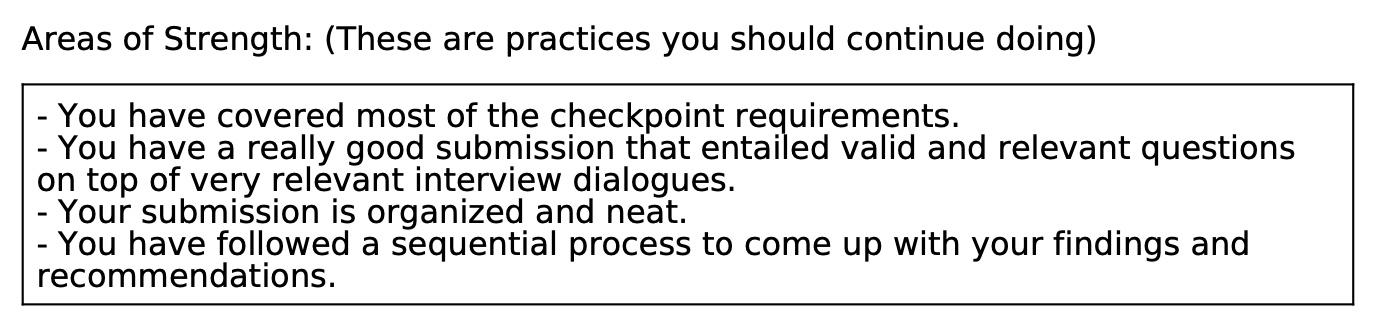 Areas of Strength: (These are practices you should continue doing)
- You have covered most of the checkpoint requirements.
- You have a really good submission that entailed valid and relevant questions
on top of very relevant interview dialogues.
- Your submission is organized and neat.
- You have followed a sequential process to come up with your findings and
recommendations.